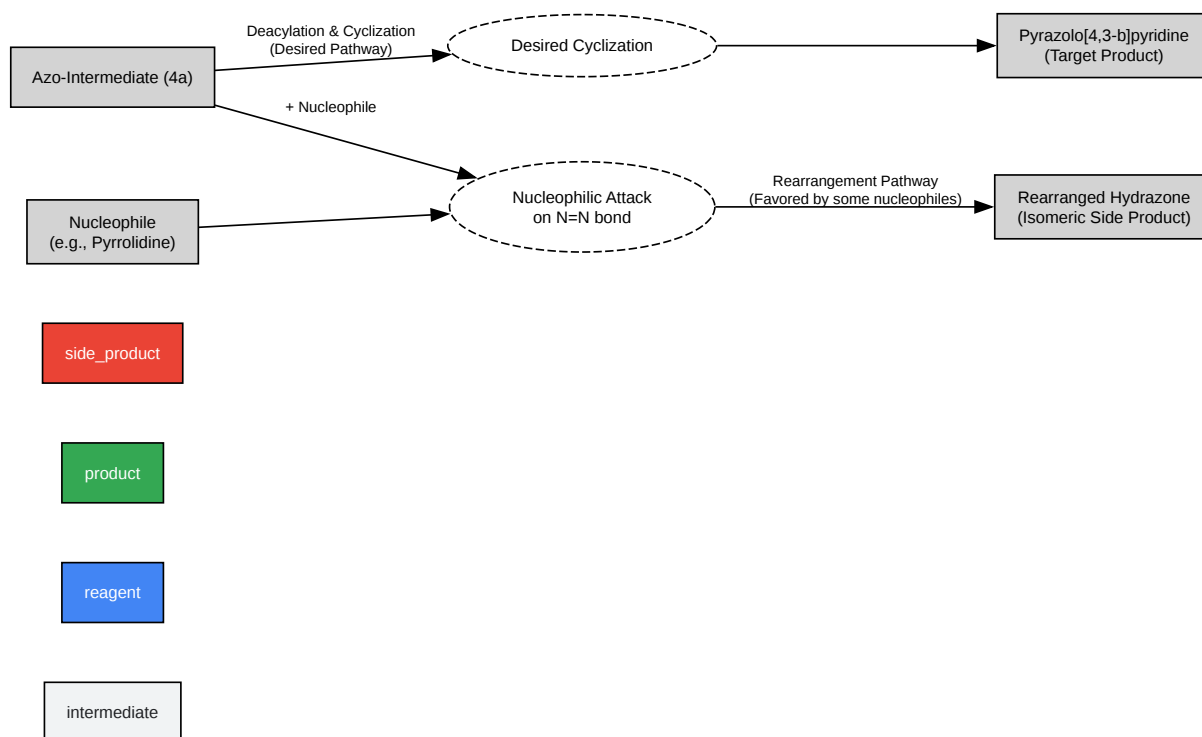 Azo-Intermediate (4a)
Deacylation & Cyclization
(Desired Pathway)
Desired Cyclization
Pyrazolo[4,3-b]pyridine
(Target Product)
+ Nucleophile
Nucleophile
(e.g., Pyrrolidine)
Nucleophilic Attack
on N=N bond
Rearrangement Pathway
(Favored by some nucleophiles)
Rearranged Hydrazone
(Isomeric Side Product)
side_product
product
reagent
intermediate